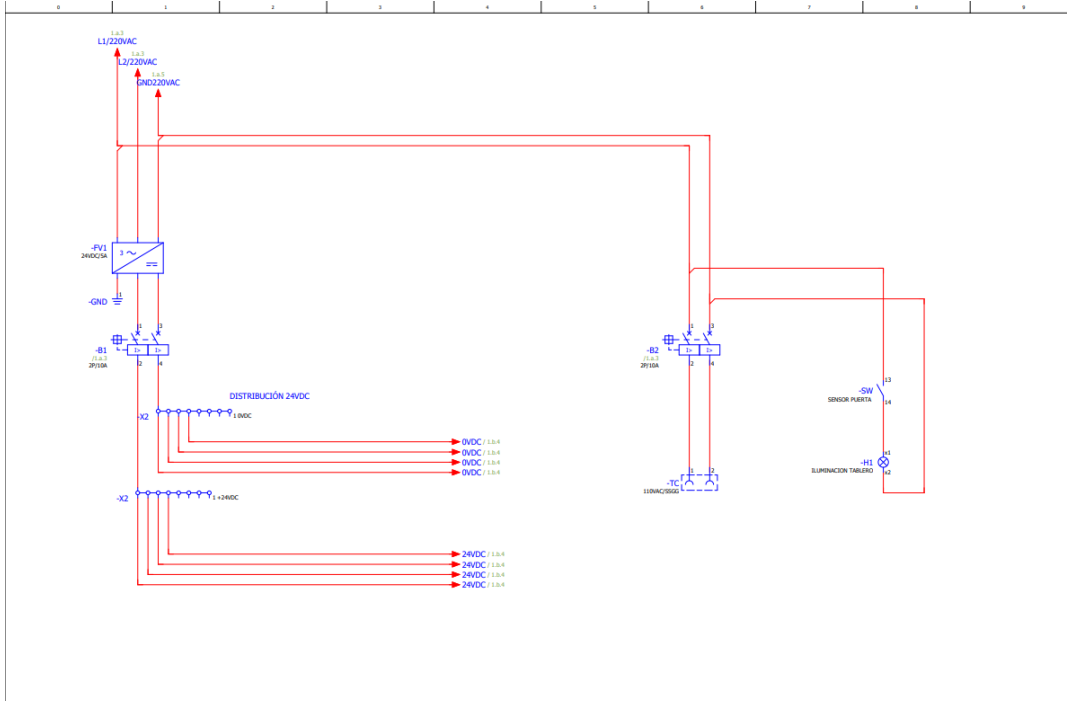 0 1 2 3 4 5 6 7 8 9
1.a.3
L1/220VAC
1.a.3
L2/220VAC
1.a.5
GND220VAC
-FV1
24VDC/5A
3 ~
-GND
1
-B1
/1.a.3
2P/10A
1 3
I> I>
2 4
-B2
/1.a.3
2P/10A
1 3
I> I>
2 4
DISTRIBUCIÓN 24VDC
-X2
1 0VDC
0VDC / 1.b.4
0VDC / 1.b.4
0VDC / 1.b.4
0VDC / 1.b.4
-X2
1 +24VDC
24VDC / 1.b.4
24VDC / 1.b.4
24VDC / 1.b.4
24VDC / 1.b.4
-TC
110VAC/SSGG
1 2
13
-SW
SENSOR PUERTA
14
x1
-H1
ILUMINACION TABLERO
x2